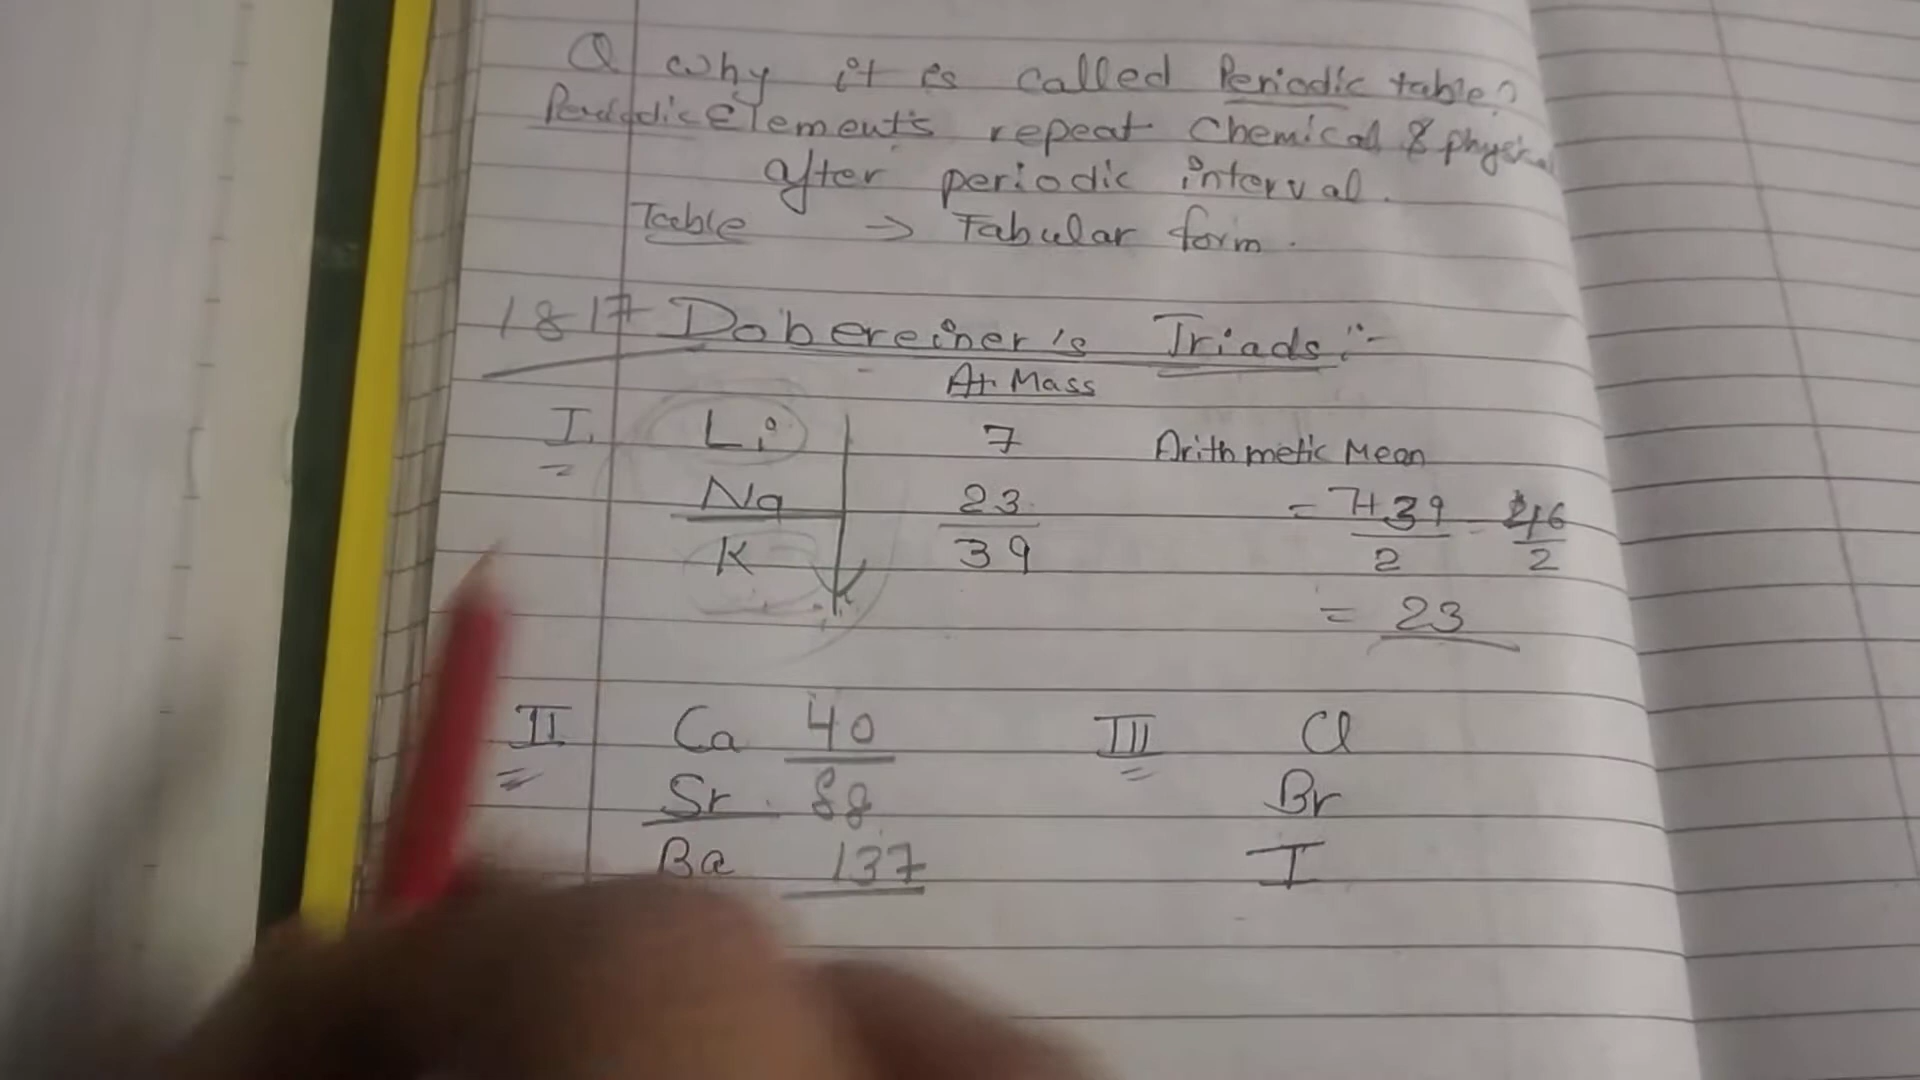 Q Why it is called Periodic table?
Periodic Elements repeat Chemical & physical
after periodic interval.
Table → Tabular form.
1817 Dobereiner's Triads :-
At. Mass
I. Li 7 Arithmetic Mean
Na 23 = 7+39/2 = 46/2
K 39
= 23
II Ca 40 III Cl
Sr. 88 Br
Ba 137 I